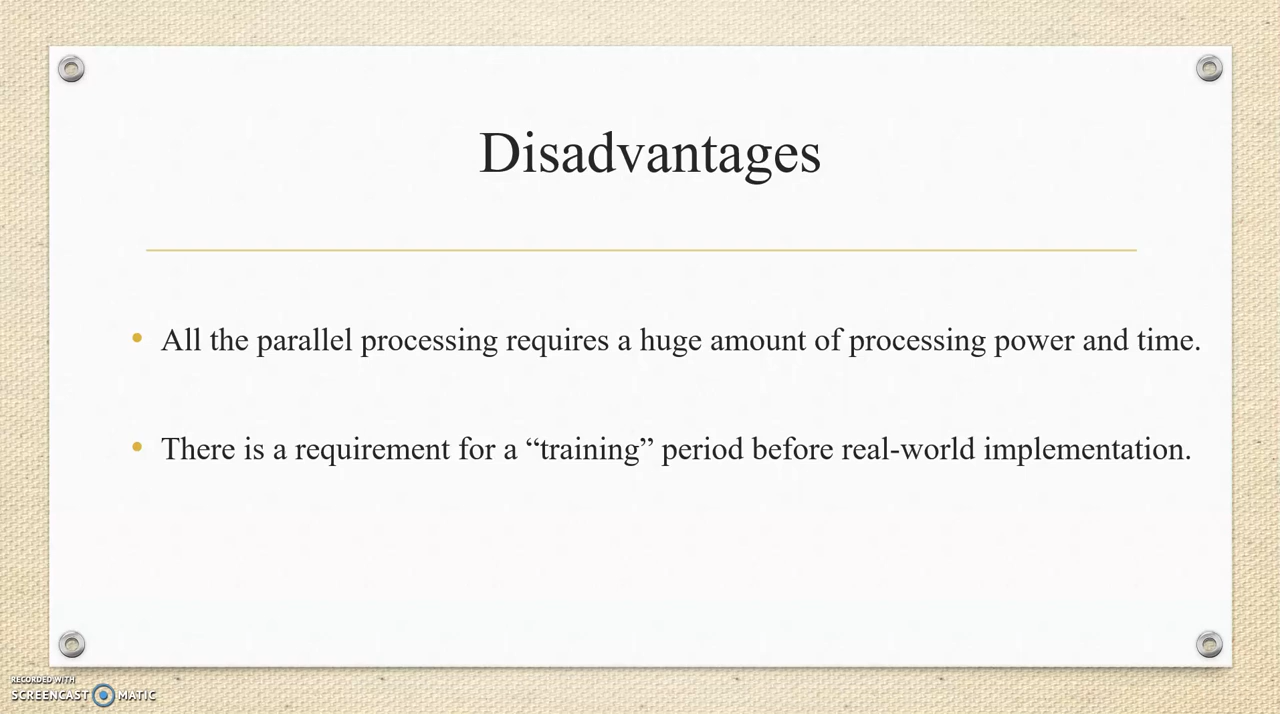 Disadvantages
• All the parallel processing requires a huge amount of processing power and time.
• There is a requirement for a “training” period before real-world implementation.
RECORDED WITH
SCREENCAST MATIC